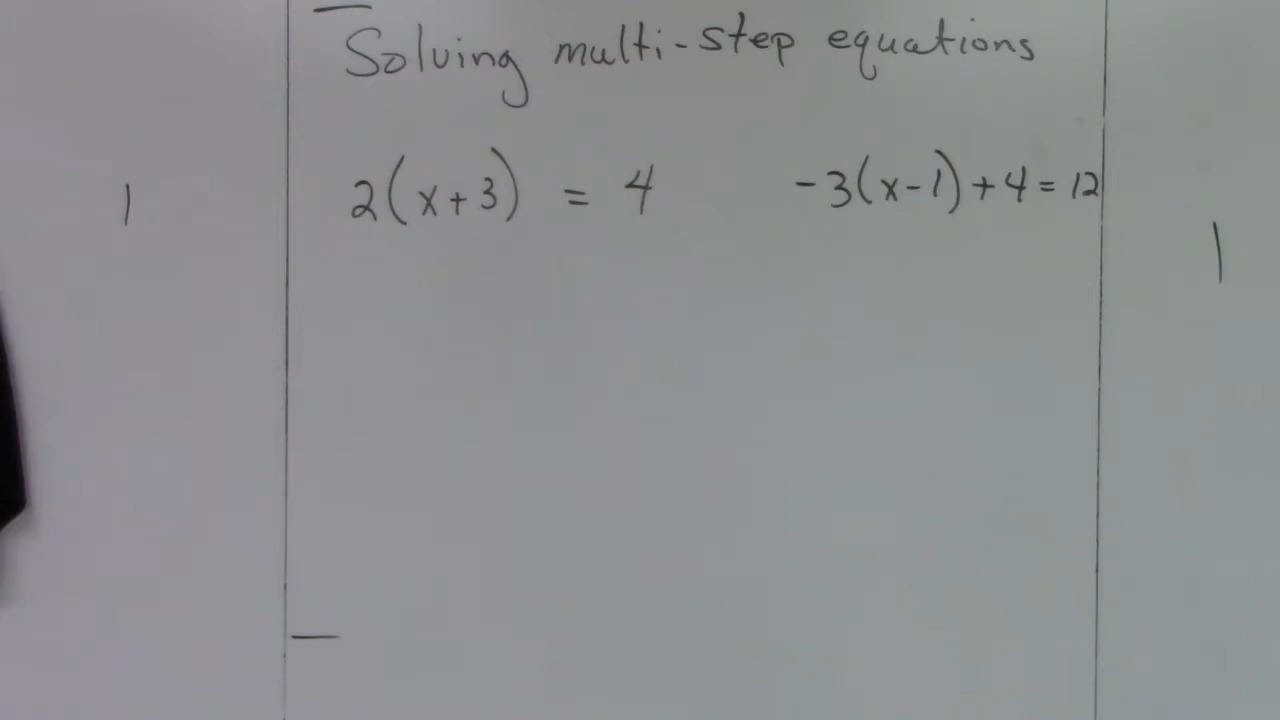 Solving multi-step equations
2(x+3) = 4 -3(x-1)+4=12